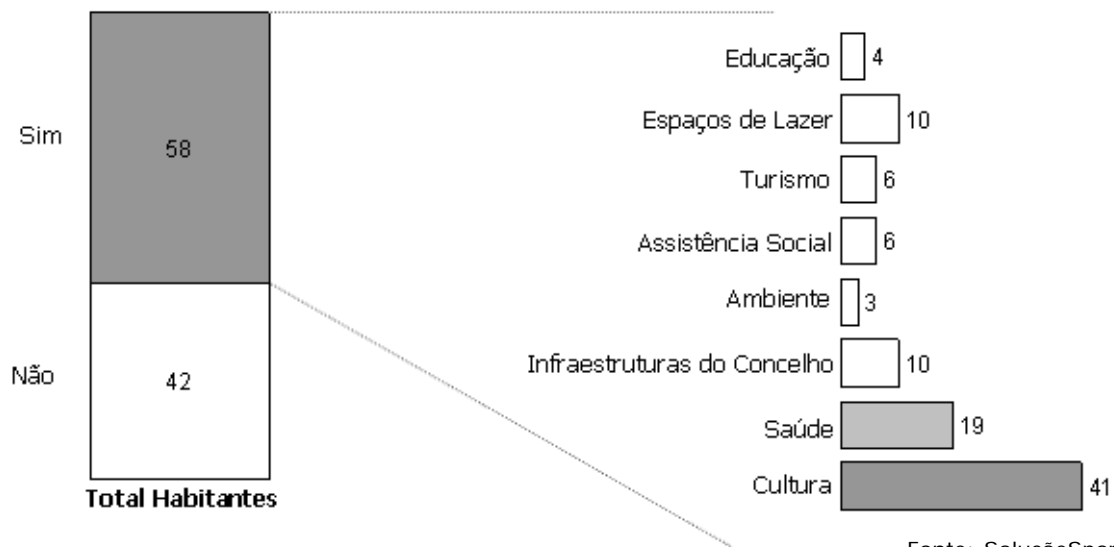 Educação 4
Espaços de Lazer 10
Sim 58
Turismo 6
Assistência Social 6
Ambiente 3
Infraestruturas do Concelho 10
Não 42
Saúde 19
Cultura 41
Total Habitantes
Fonte: